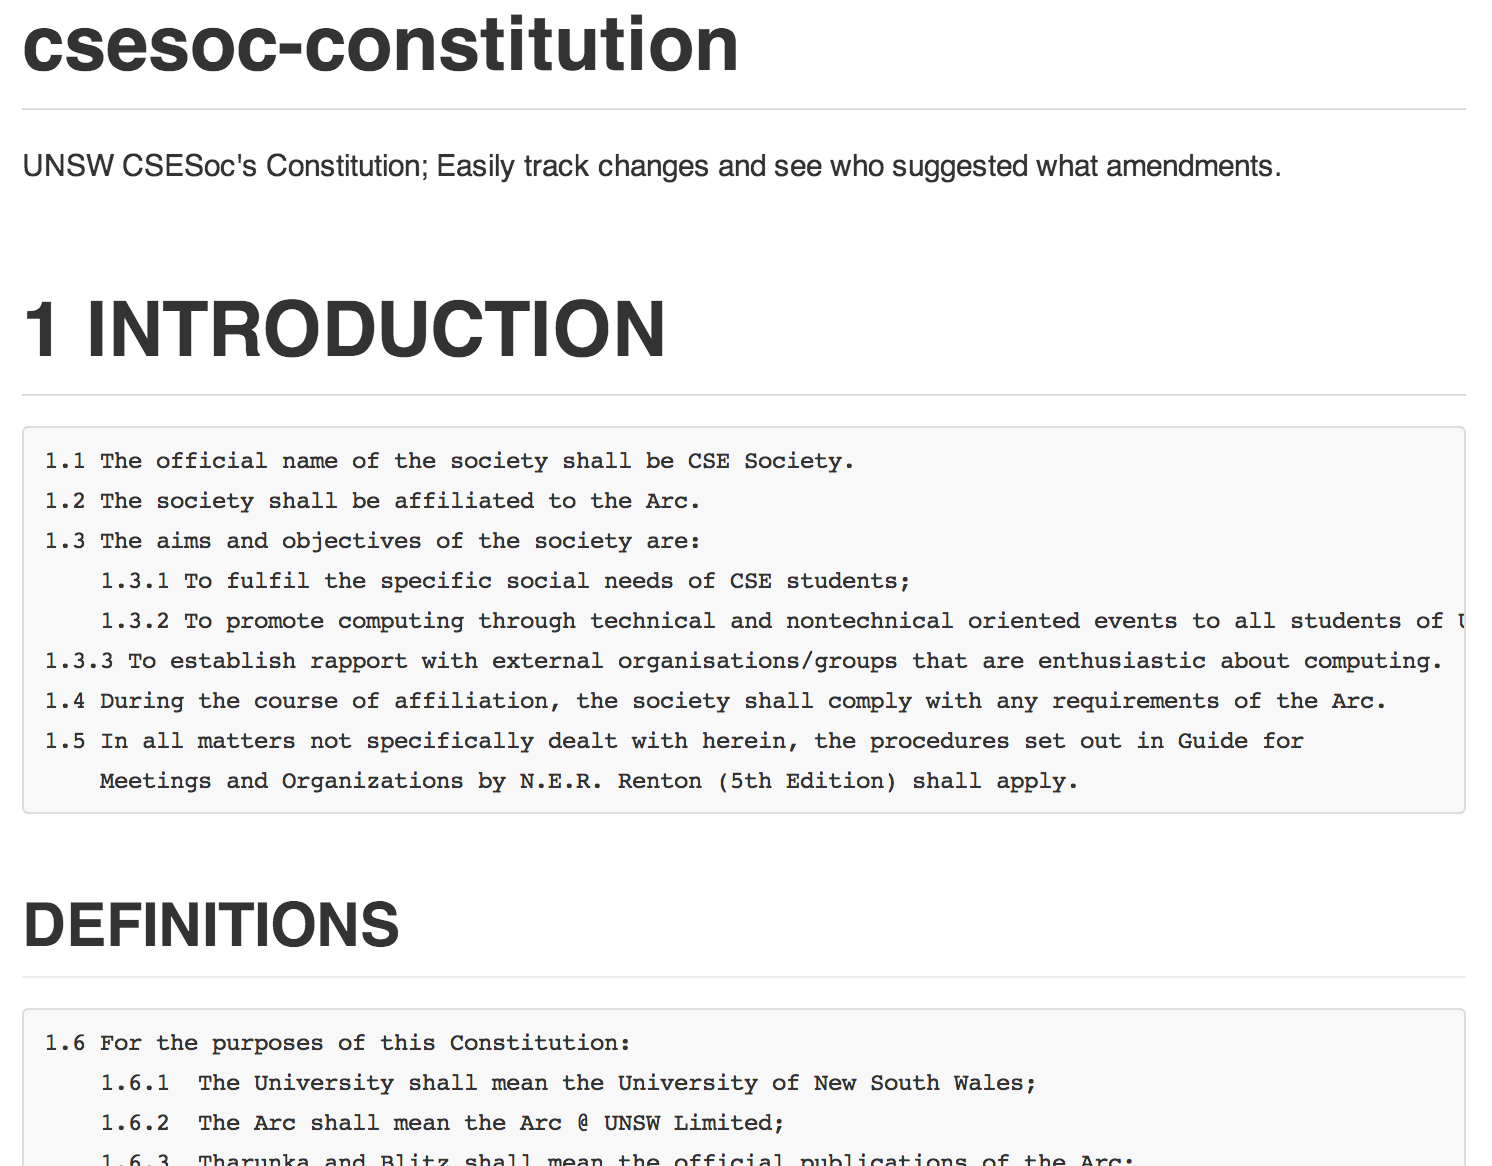 csesoc-constitution
UNSW CSESoc's Constitution; Easily track changes and see who suggested what amendments.
1 INTRODUCTION
1.1 The official name of the society shall be CSE Society.
1.2 The society shall be affiliated to the Arc.
1.3 The aims and objectives of the society are:
1.3.1 To fulfil the specific social needs of CSE students;
1.3.2 To promote computing through technical and nontechnical oriented events to all students of
1.3.3 To establish rapport with external organisations/groups that are enthusiastic about computing.
1.4 During the course of affiliation, the society shall comply with any requirements of the Arc.
1.5 In all matters not specifically dealt with herein, the procedures set out in Guide for
Meetings and Organizations by N.E.R. Renton (5th Edition) shall apply.
DEFINITIONS
1.6 For the purposes of this Constitution:
1.6.1 The University shall mean the University of New South Wales;
1.6.2 The Arc shall mean the Arc @ UNSW Limited;
1.6.3 Tharunka and Blitz shall mean the official publications of the Arc;